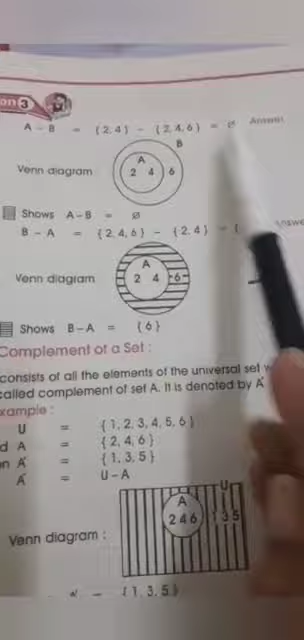 on 3
A - B = {2,4} - {2,4,6} = ø Answer
B
A
Venn diagram
2 4 6
Shows A-B = ø
B - A = {2,4,6} - {2,4} = {
A
Venn diagram
2 4 6
Shows B-A = {6}
Complement of a Set :
consists of all the elements of the universal set
called complement of set A. It is denoted by A'
xample :
U = {1,2,3,4,5,6}
d A = {2,4,6}
n A' = {1,3,5}
A' = U-A
U
A
2 4 6 1 3 5
Venn diagram :
A' = {1,3,5}